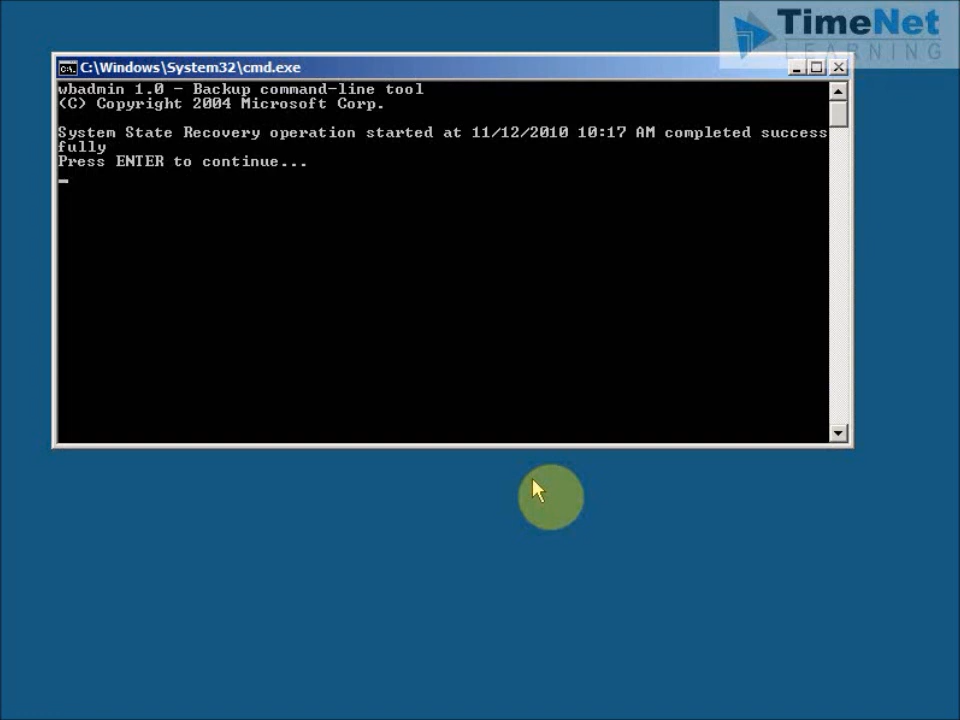 TimeNet
LEARNING
C:\Windows\System32\cmd.exe
wbadmin 1.0 - Backup command-line tool
(C) Copyright 2004 Microsoft Corp.
System State Recovery operation started at 11/12/2010 10:17 AM completed success
fully
Press ENTER to continue...